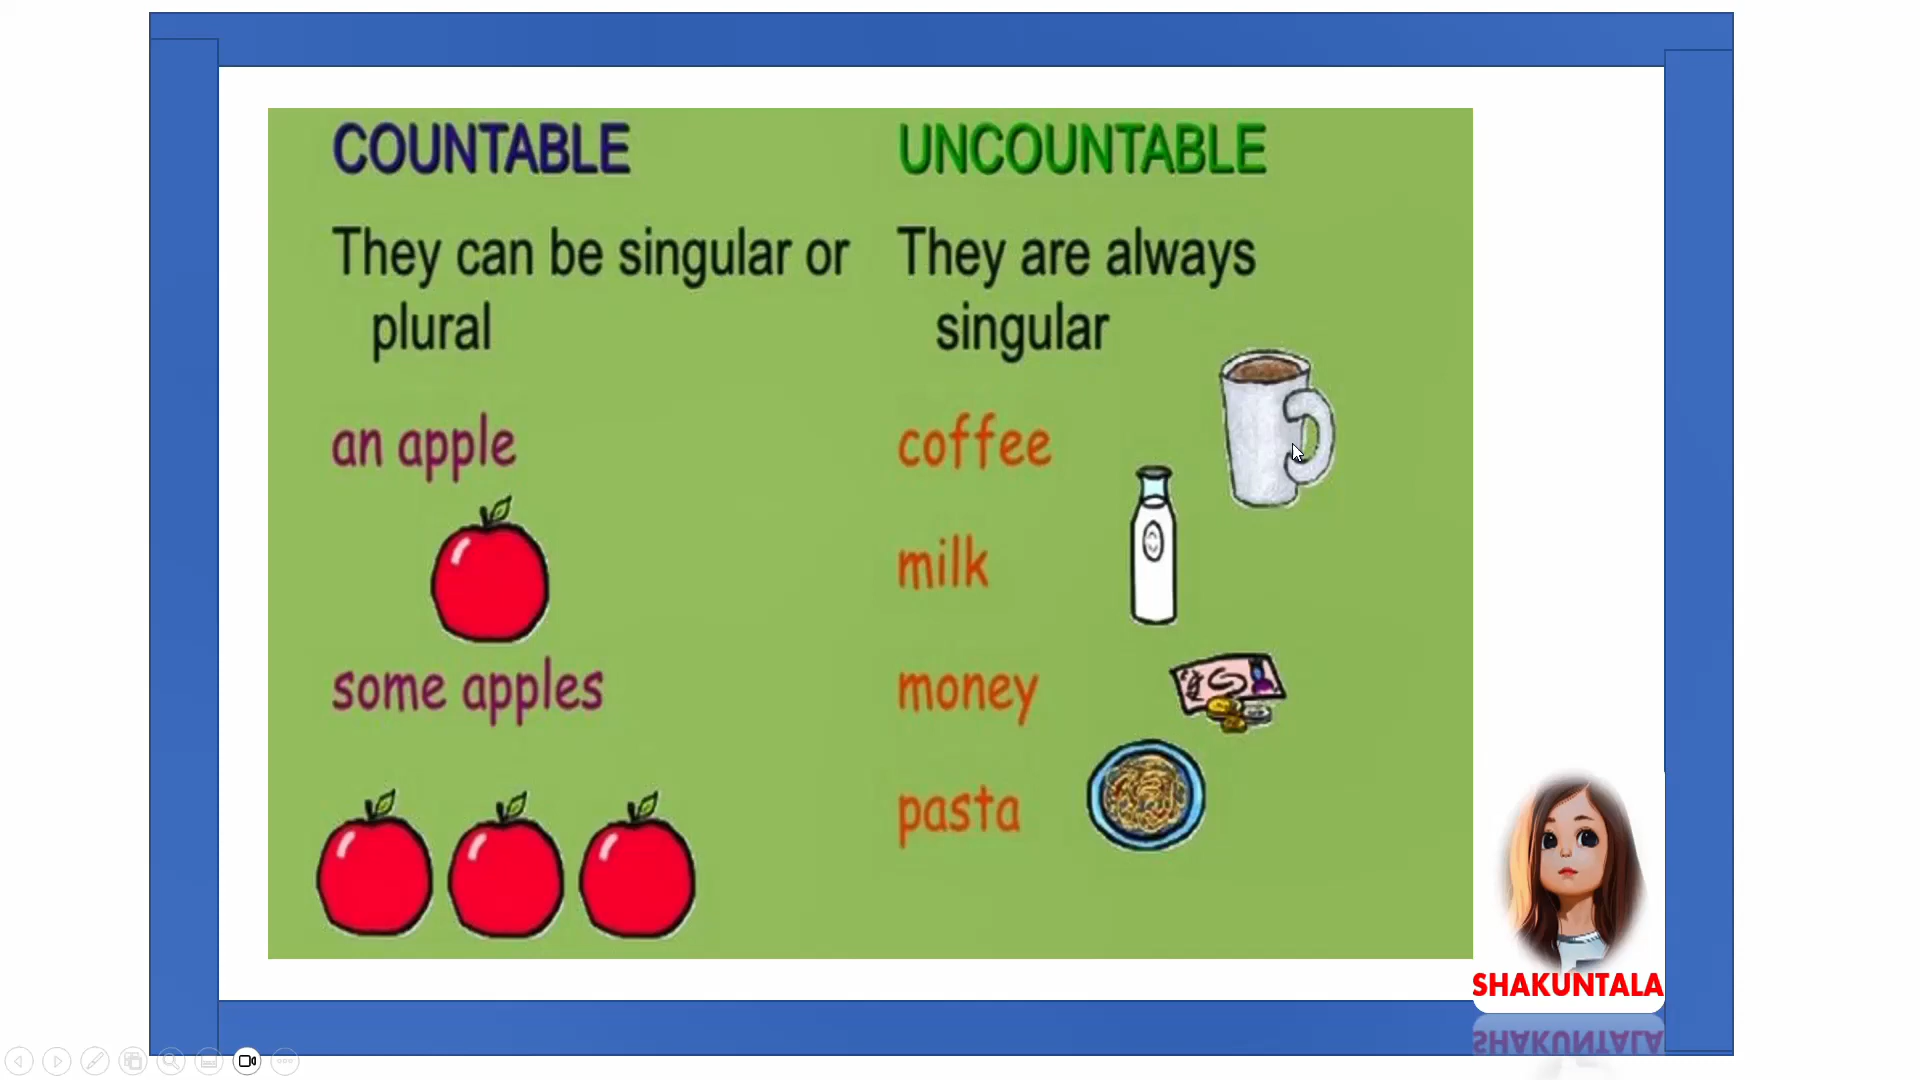 COUNTABLE
They can be singular or
plural
an apple
some apples
UNCOUNTABLE
They are always
singular
coffee
milk
money
pasta
SHAKUNTALA